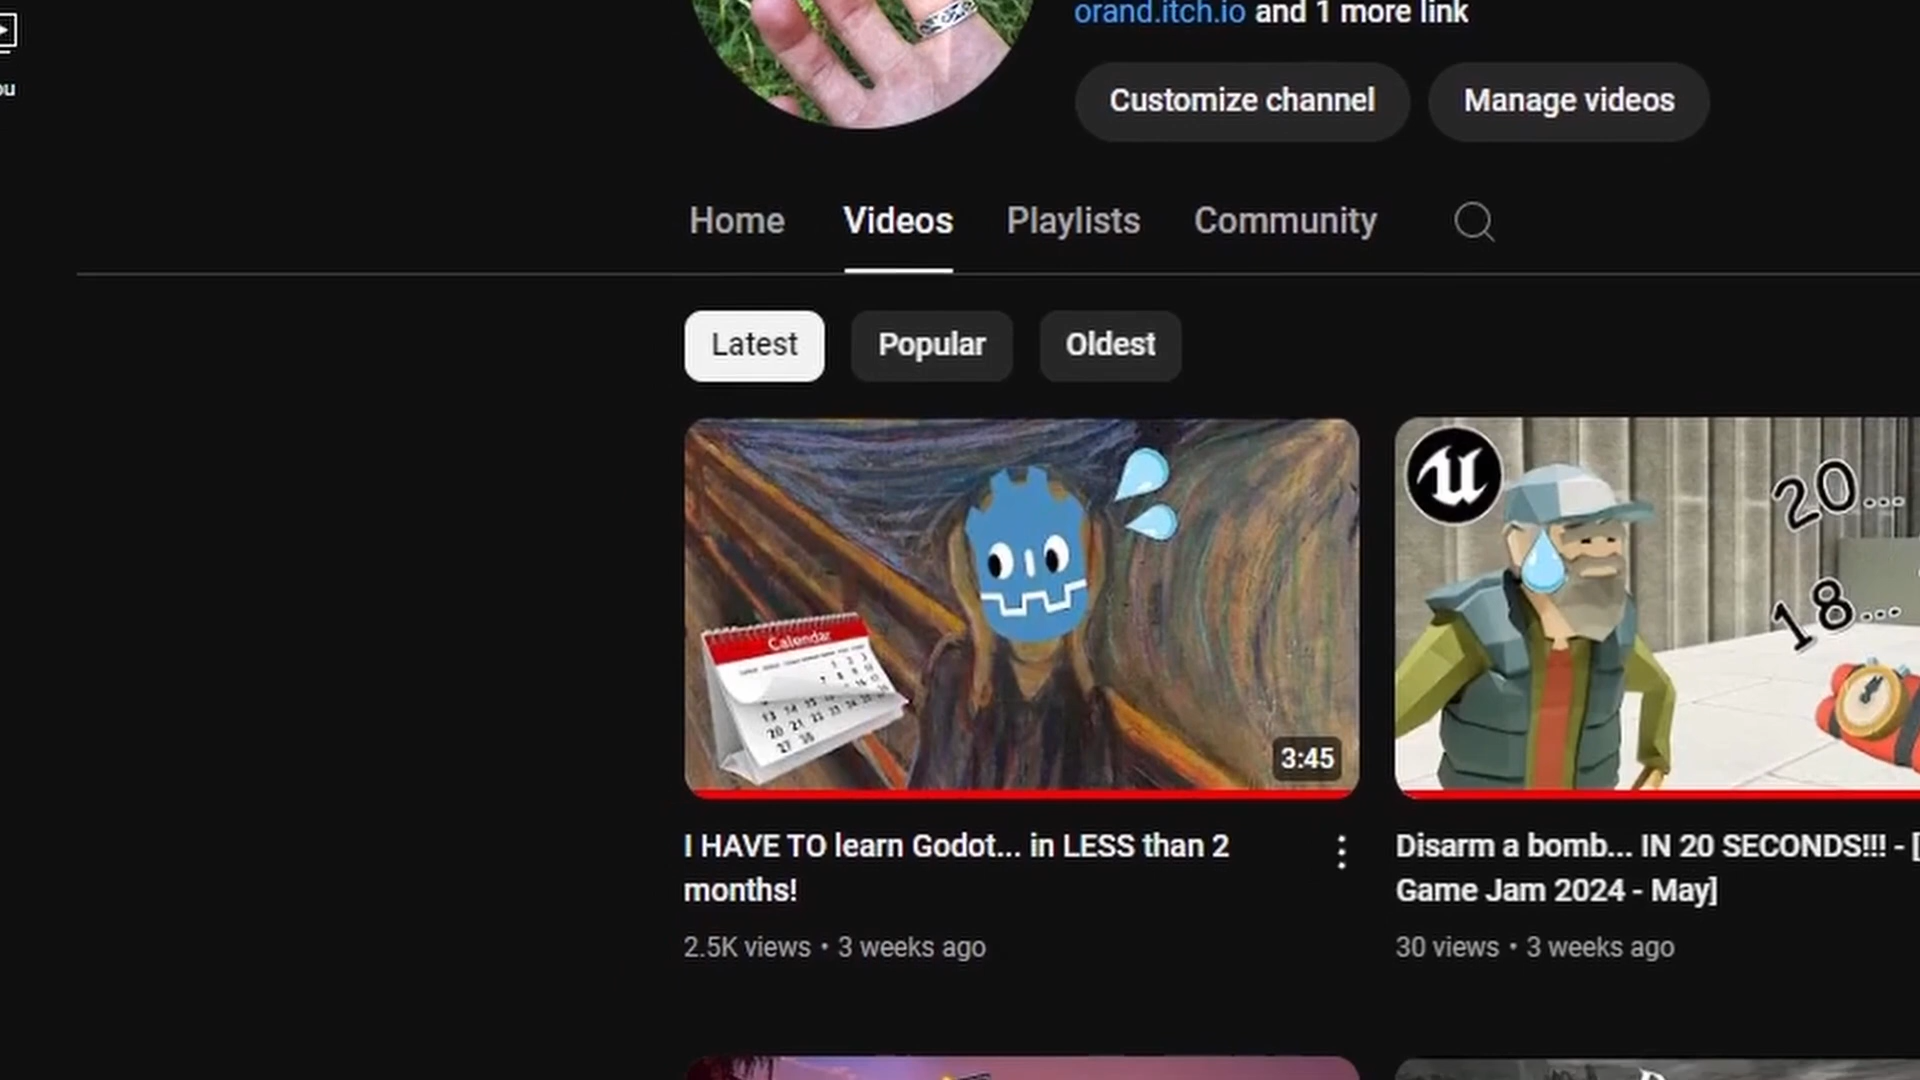 orand.itch.io and 1 more link
ou
Customize channel
Manage videos
Home
Videos
Playlists
Community
Latest
Popular
Oldest
Calendar
20...
18...
3:45
I HAVE TO learn Godot... in LESS than 2
months!
2.5K views • 3 weeks ago
Disarm a bomb... IN 20 SECONDS!!! - [
Game Jam 2024 - May]
30 views • 3 weeks ago